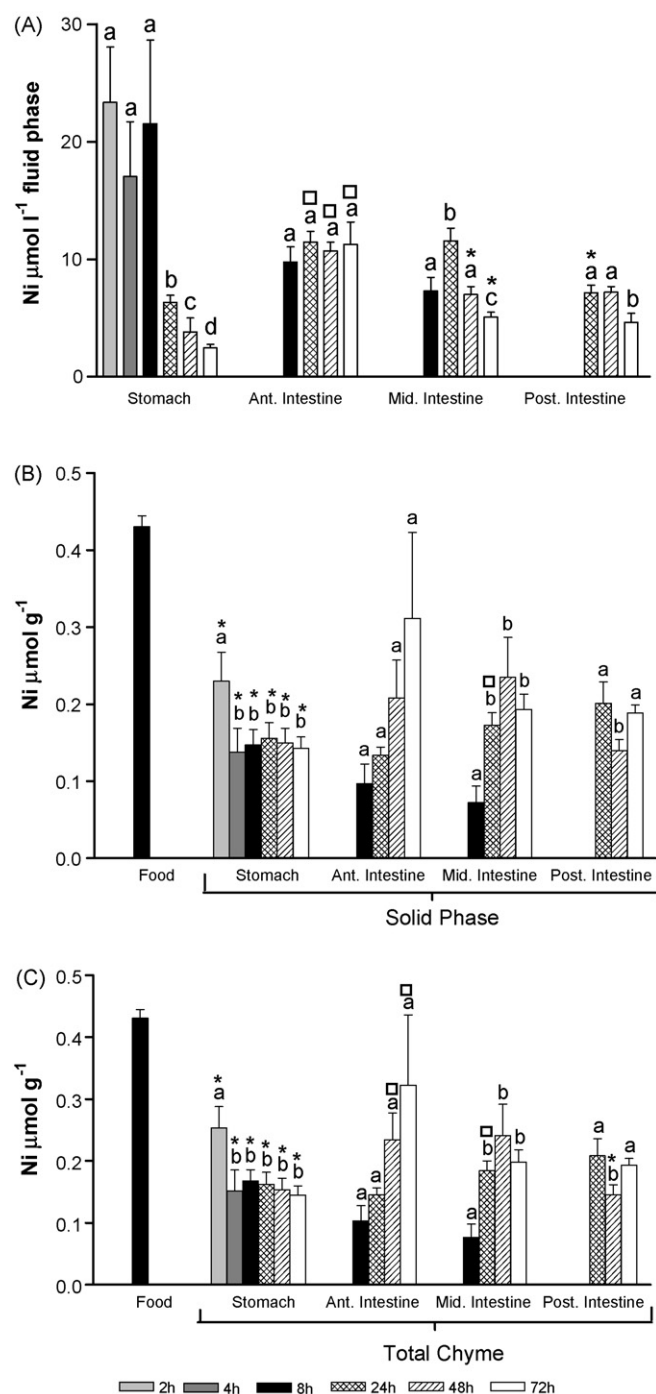 (A)
Ni μmol l⁻¹ fluid phase
30
20
10
0
a a a b c d
a a a a
a b * a * c
* a a b
□ □ □
Stomach Ant. Intestine Mid. Intestine Post. Intestine
(B)
Ni μmol g⁻¹
0.5
0.4
0.3
0.2
0.1
0.0
* * * * * *
a b b b b b
a a a a
□
a b b b
a b a
Food Stomach Ant. Intestine Mid. Intestine Post. Intestine
Solid Phase
(C)
Ni μmol g⁻¹
0.5
0.4
0.3
0.2
0.1
0.0
* * * * * *
a b b b b b
□ □
a a a a
□
a b b b
*
a b a
Food Stomach Ant. Intestine Mid. Intestine Post. Intestine
Total Chyme
2h 4h 8h 24h 48h 72h